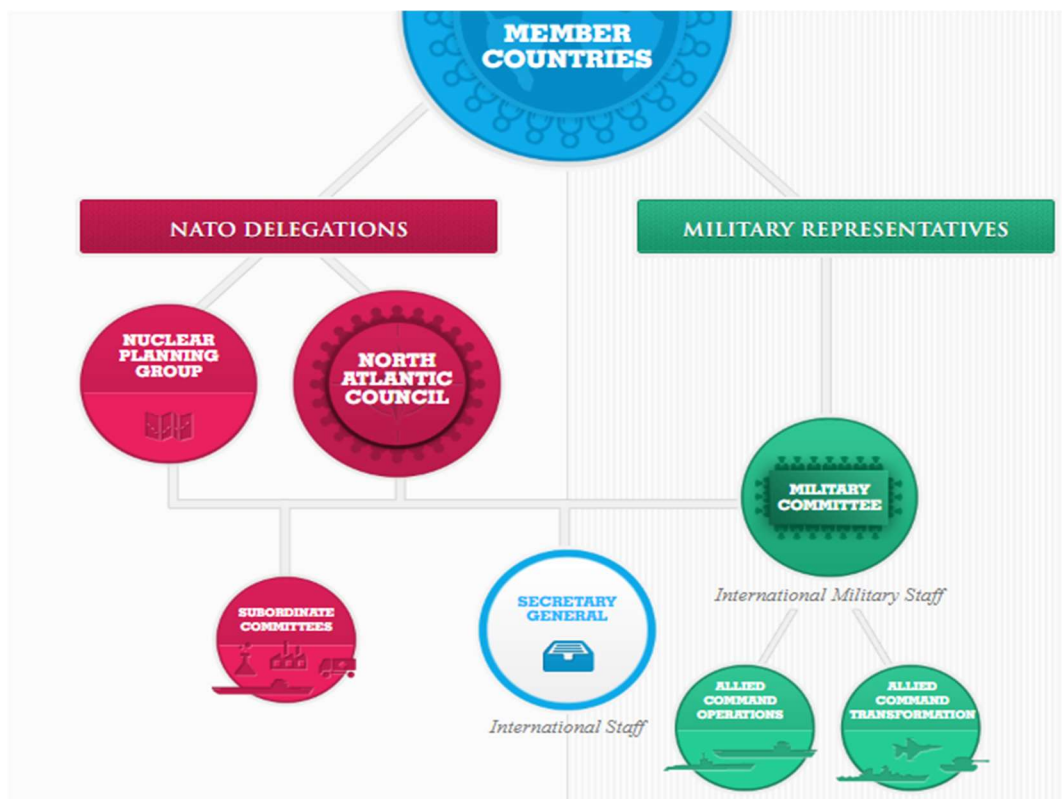 MEMBER
COUNTRIES
NATO DELEGATIONS
MILITARY REPRESENTATIVES
NUCLEAR
PLANNING
GROUP
NORTH
ATLANTIC
COUNCIL
MILITARY
COMMITTEE
International Military Staff
SUBORDINATE
COMMITTEES
SECRETARY
GENERAL
International Staff
ALLIED
COMMAND
OPERATIONS
ALLIED
COMMAND
TRANSFORMATION